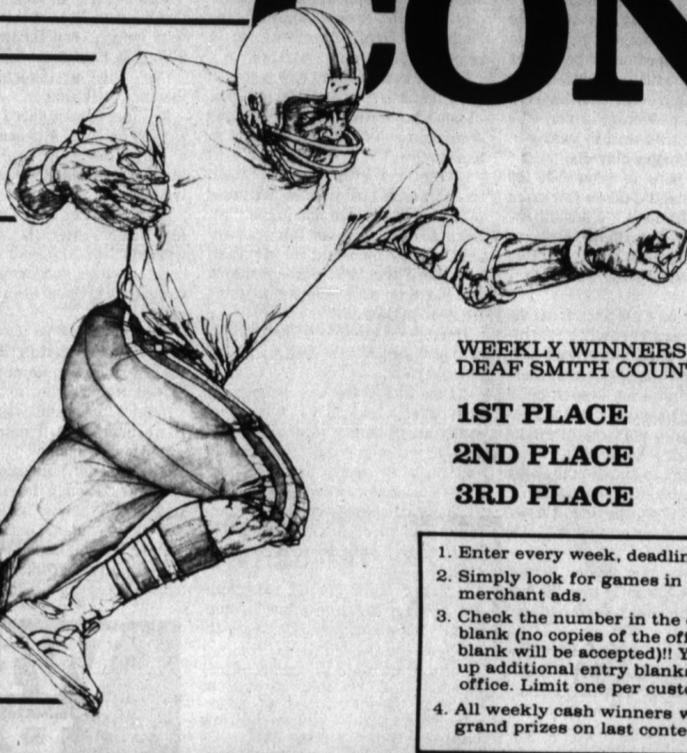 CON
WEEKLY WINNERS
DEAF SMITH COUN
1ST PLACE
2ND PLACE
3RD PLACE
1. Enter every week, deadlin
2. Simply look for games in
merchant ads.
3. Check the number in the
blank (no copies of the off
blank will be accepted)!! Y
up additional entry blanks
office. Limit one per custo
4. All weekly cash winners w
grand prizes on last conte